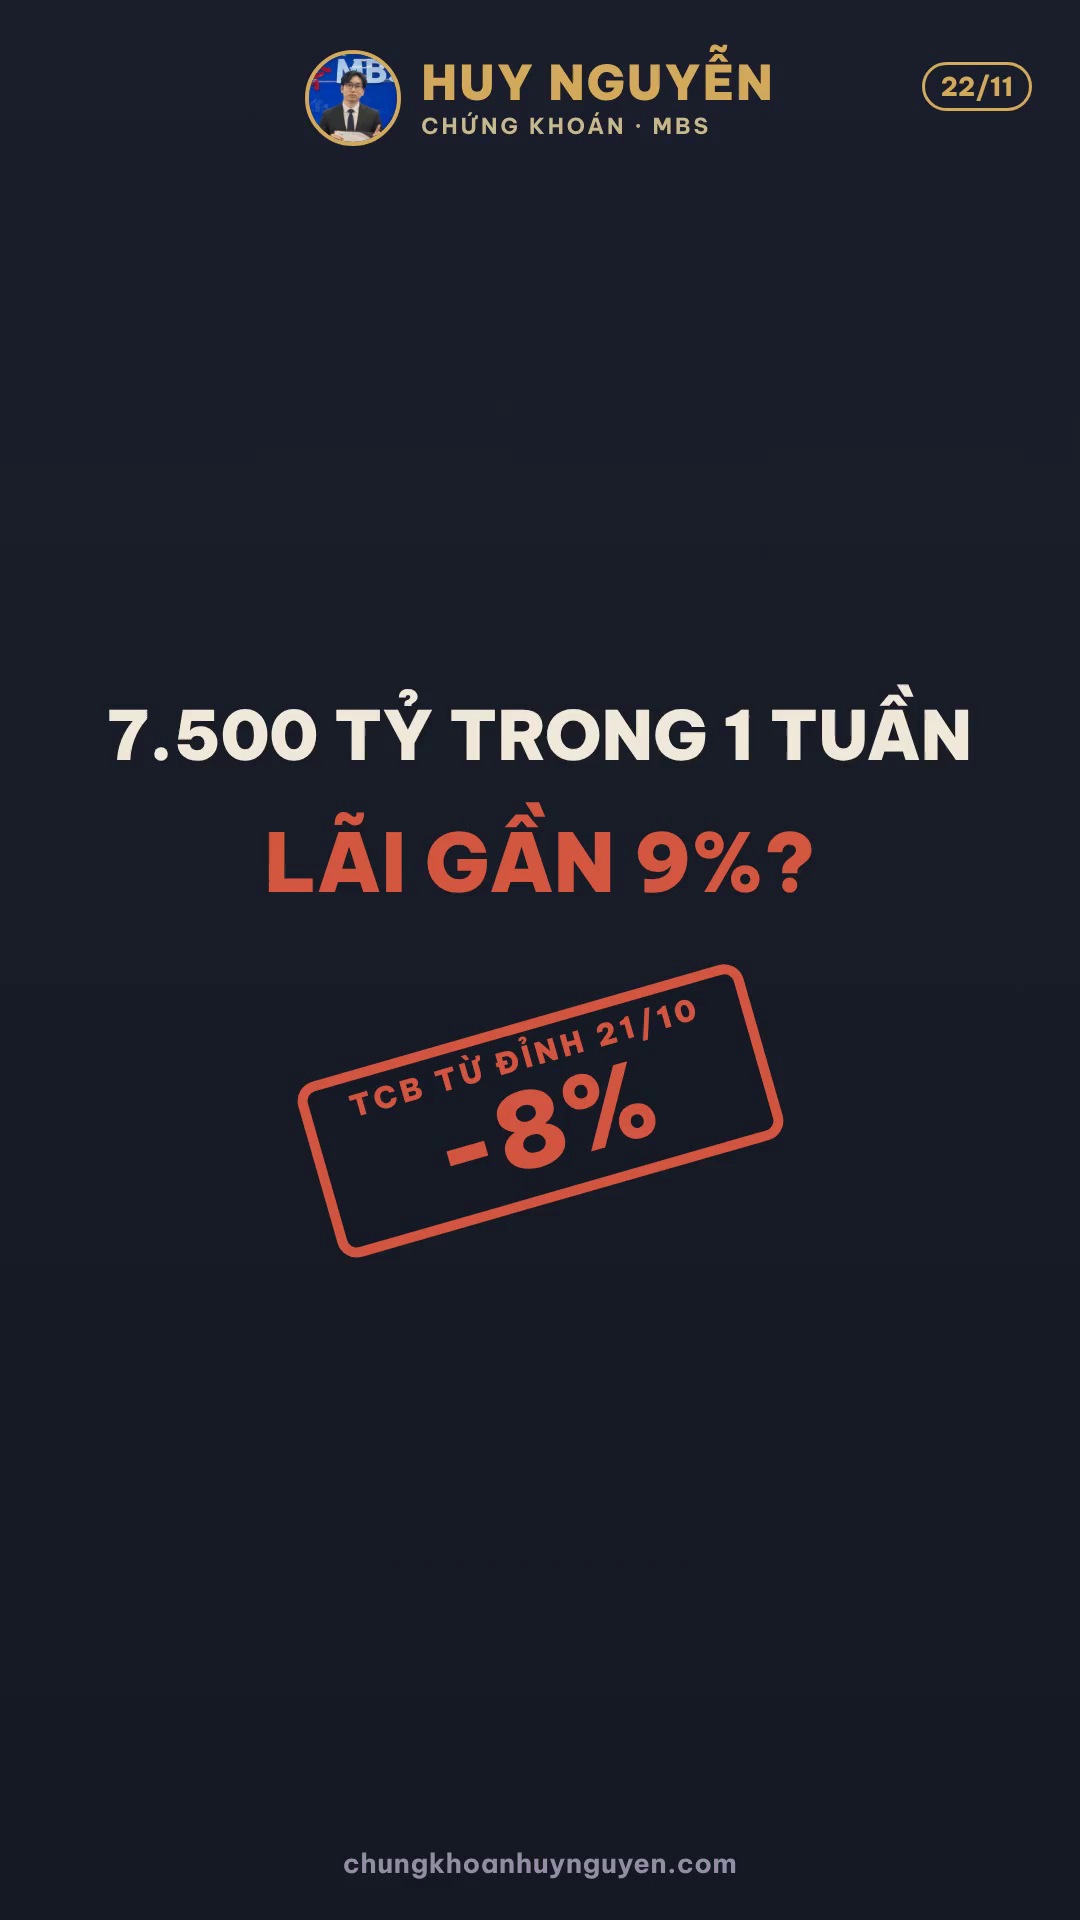 HUY NGUYỄN
CHỨNG KHOÁN · MBS
22/11
7.500 TỶ TRONG 1 TUẦN
LÃI GẦN 9%?
TCB TỪ ĐỈNH 21/10
-8%
chungkhoanhuynguyen.com